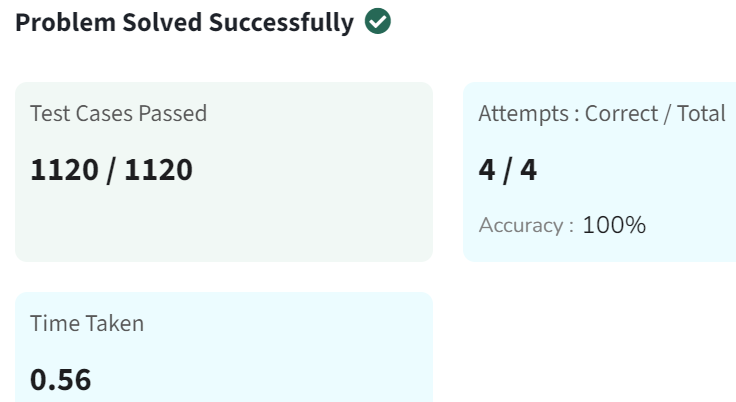 Problem Solved Successfully
Test Cases Passed
1120 / 1120
Attempts : Correct / Total
4 / 4
Accuracy : 100%
Time Taken
0.56